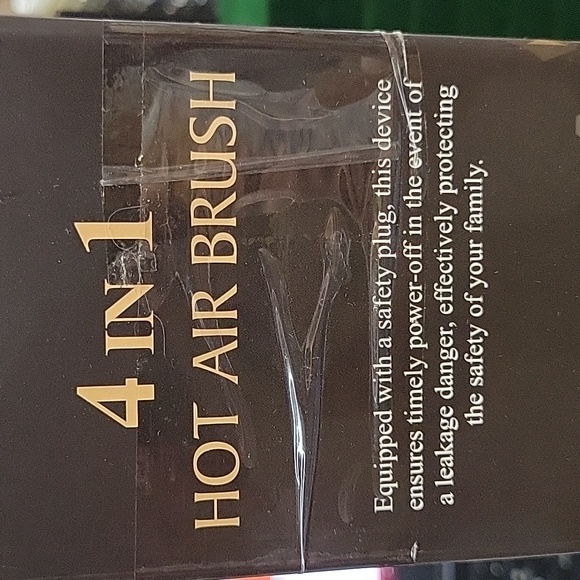 4 IN 1
HOT AIR BRUSH
Equipped with a safety plug, this device
ensures timely power-off in the event of
a leakage danger, effectively protecting
the safety of your family.